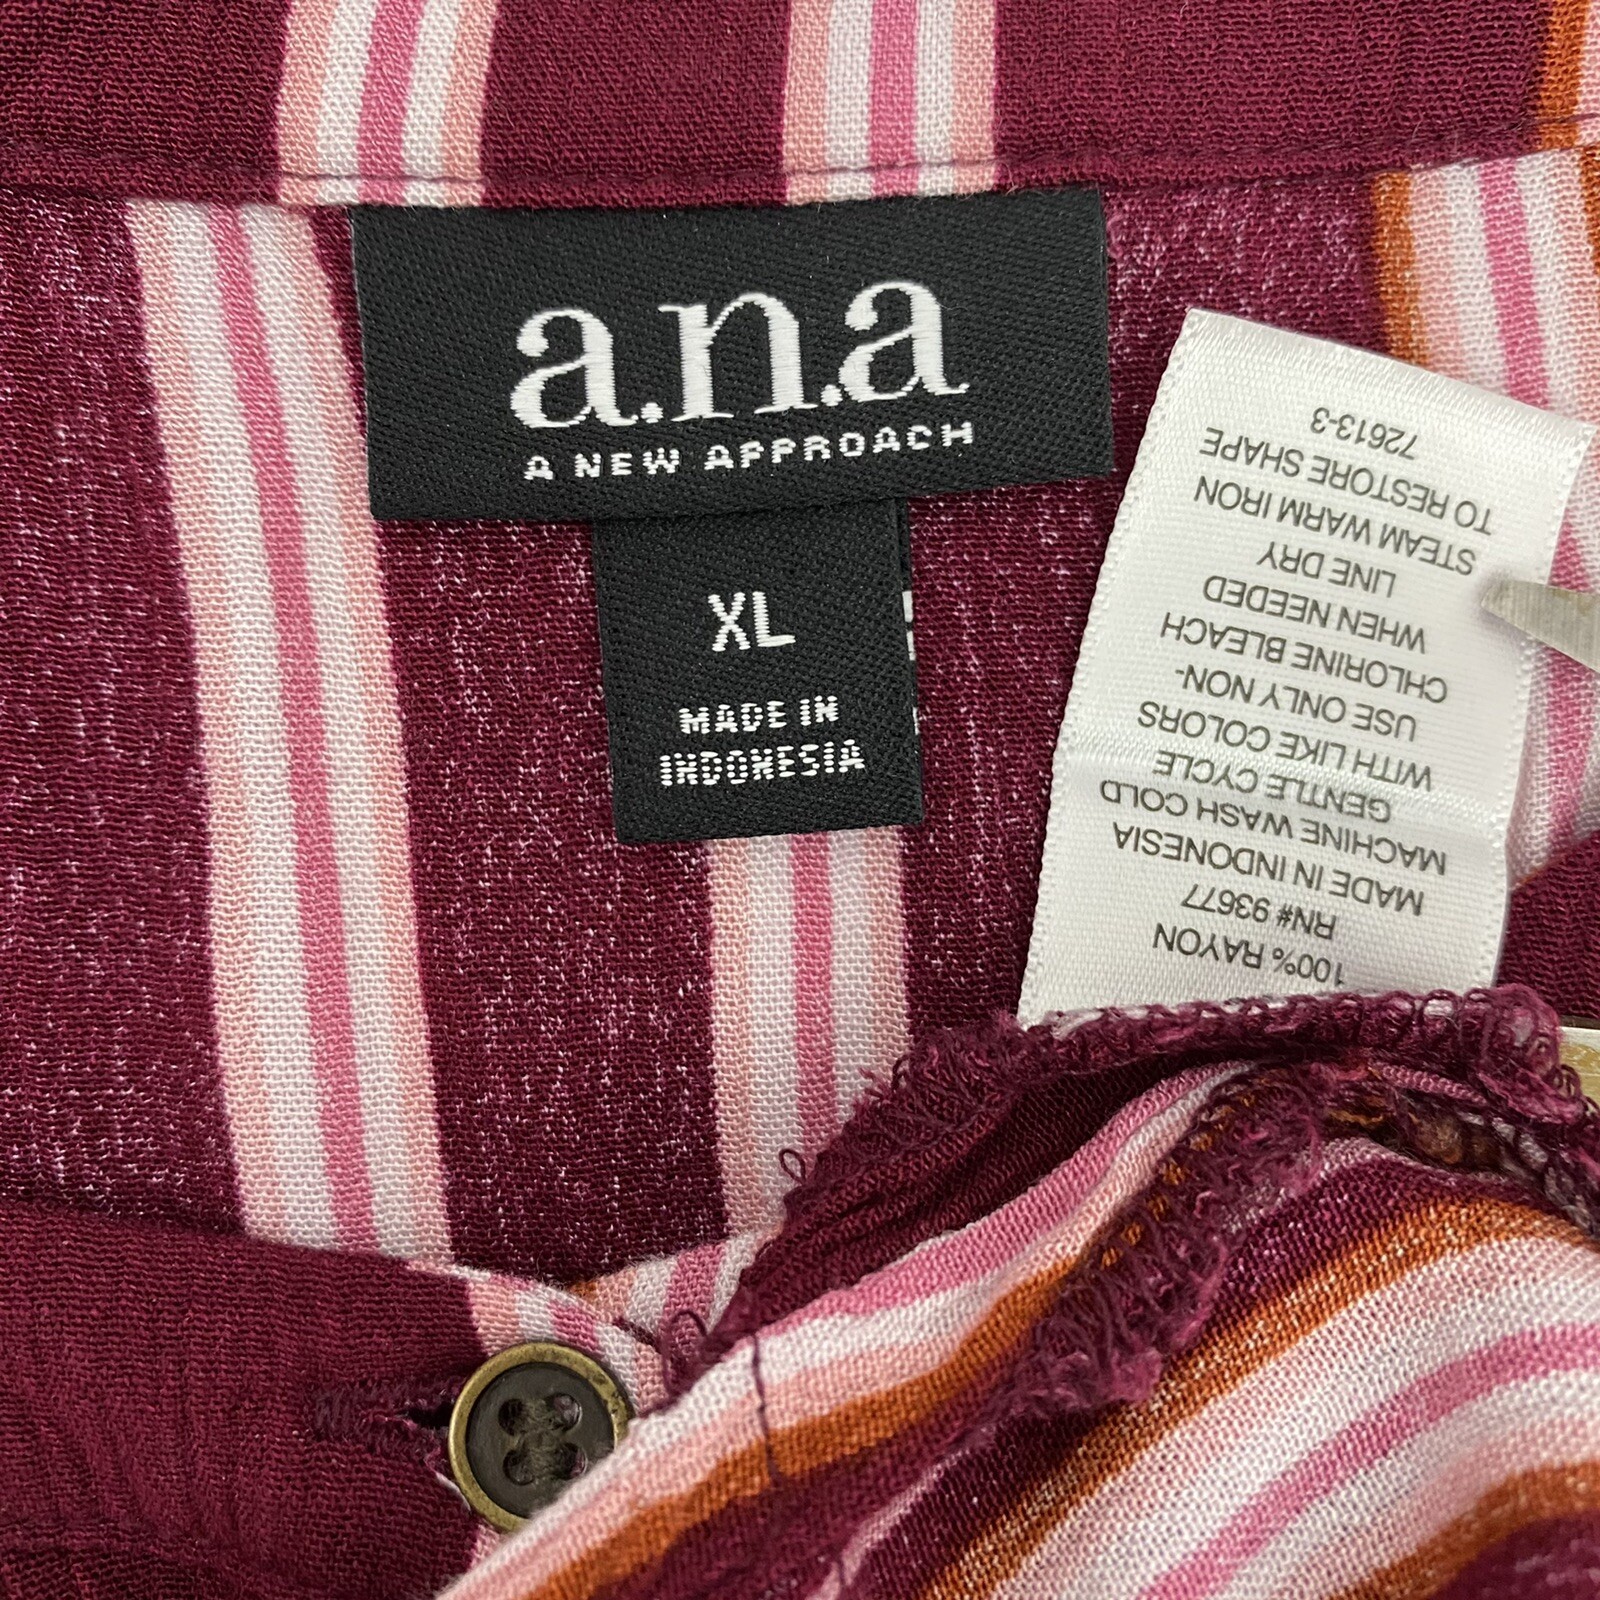 a.n.a
A NEW APPROACH
XL
MADE IN
INDONESIA
100% RAYON
RN# 93677
MADE IN INDONESIA
MACHINE WASH COLD
GENTLE CYCLE
WITH LIKE COLORS
USE ONLY NON-
CHLORINE BLEACH
WHEN NEEDED
LINE DRY
STEAM WARM IRON
TO RESTORE SHAPE
72613-3